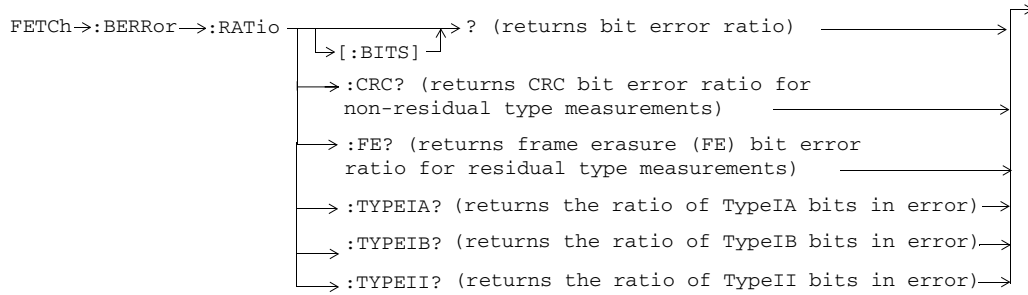 FETCh :BERRor :RATio ? (returns bit error ratio)
[:BITS]
:CRC? (returns CRC bit error ratio for
non-residual type measurements)
:FE? (returns frame erasure (FE) bit error
ratio for residual type measurements)
:TYPEIA? (returns the ratio of TypeIA bits in error)
:TYPEIB? (returns the ratio of TypeIB bits in error)
:TYPEII? (returns the ratio of TypeII bits in error)